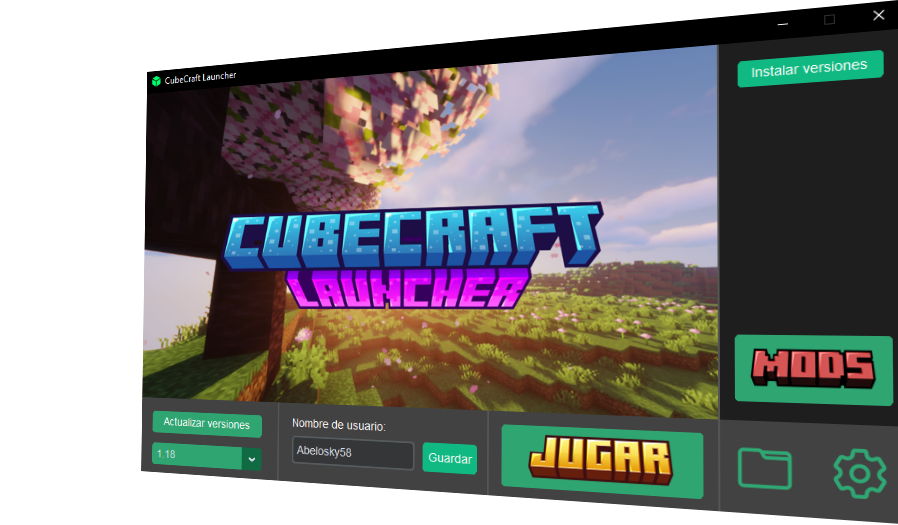 CubeCraft Launcher
Instalar versiones
CUBECRAFT
LAUNCHER
MODS
Actualizar versiones
1.18
Nombre de usuario:
Abelosky58
Guardar
JUGAR